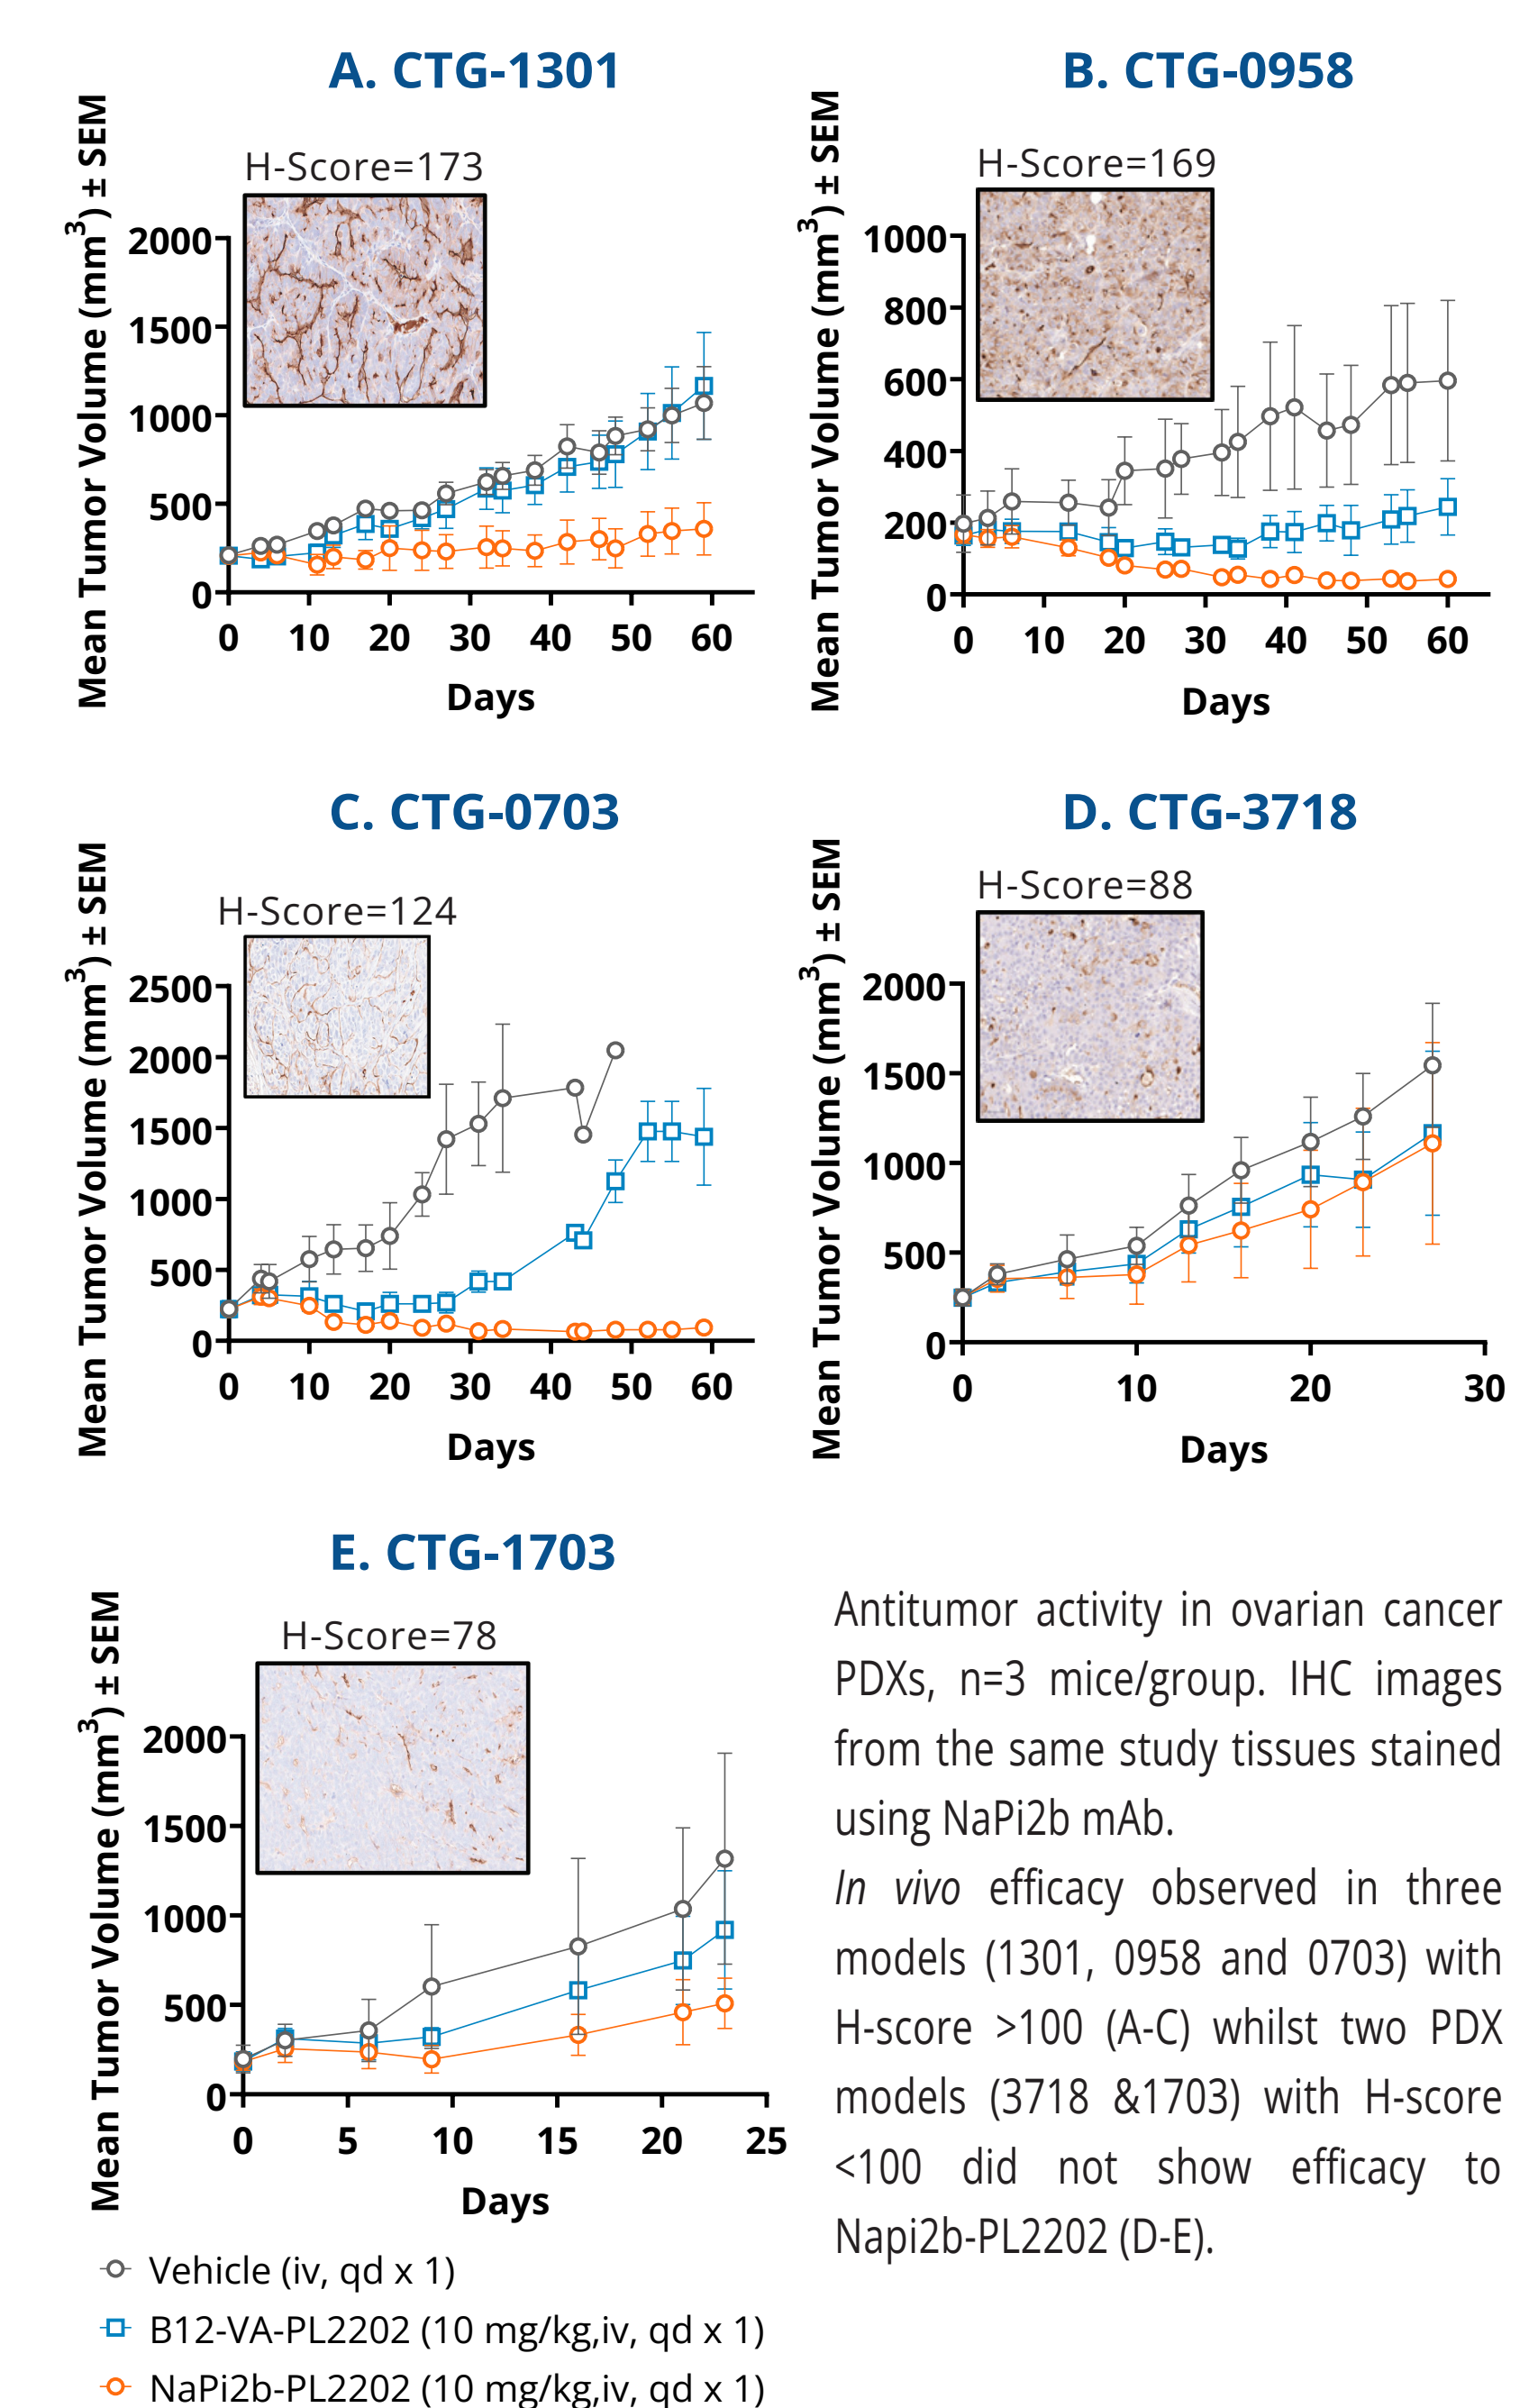 A. CTG-1301
H-Score=173
Mean Tumor Volume (mm³) ± SEM
2000
1500
1000
500
0
0 10 20 30 40 50 60
Days
B. CTG-0958
H-Score=169
Mean Tumor Volume (mm³) ± SEM
1000
800
600
400
200
0
0 10 20 30 40 50 60
Days
C. CTG-0703
H-Score=124
Mean Tumor Volume (mm³) ± SEM
2500
2000
1500
1000
500
0
0 10 20 30 40 50 60
Days
D. CTG-3718
H-Score=88
Mean Tumor Volume (mm³) ± SEM
2000
1500
1000
500
0
0 10 20 30
Days
E. CTG-1703
H-Score=78
Mean Tumor Volume (mm³) ± SEM
2000
1500
1000
500
0
0 5 10 15 20 25
Days
Vehicle (iv, qd x 1)
B12-VA-PL2202 (10 mg/kg,iv, qd x 1)
NaPi2b-PL2202 (10 mg/kg,iv, qd x 1)
Antitumor activity in ovarian cancer
PDXs, n=3 mice/group. IHC images
from the same study tissues stained
using NaPi2b mAb.
In vivo efficacy observed in three
models (1301, 0958 and 0703) with
H-score >100 (A-C) whilst two PDX
models (3718 &1703) with H-score
<100 did not show efficacy to
Napi2b-PL2202 (D-E).